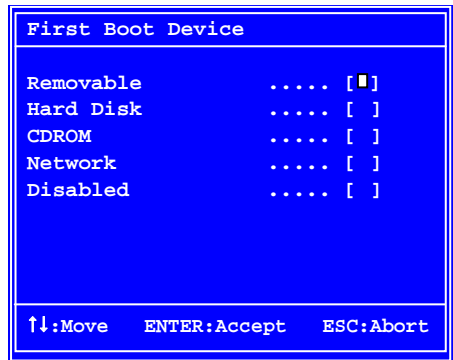 First Boot Device
Removable ..... [▪]
Hard Disk ..... [ ]
CDROM ..... [ ]
Network ..... [ ]
Disabled ..... [ ]
↑↓:Move ENTER:Accept ESC:Abort